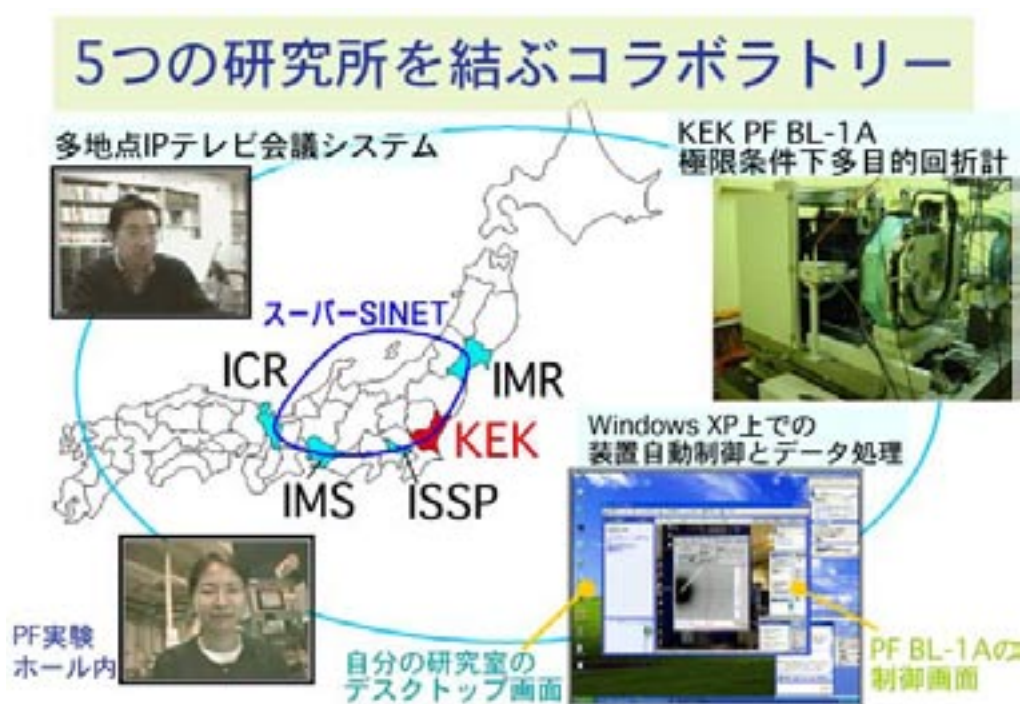 5つの研究所を結ぶコラボラトリー
多地点IPテレビ会議システム
KEK PF BL-1A
極限条件下多目的回折計
スーパーSINET
ICR
IMR
KEK
IMS
ISSP
Windows XP上での
装置自動制御とデータ処理
PF実験
ホール内
自分の研究室の
デスクトップ画面
PF BL-1Aの
制御画面